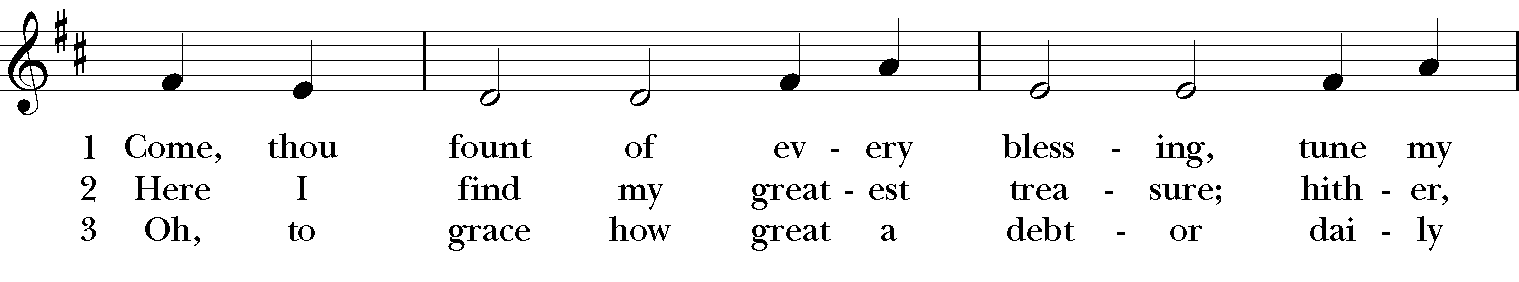 1 Come, thou fount of ev - ery bless - ing, tune my
2 Here I find my great - est trea - sure; hith - er,
3 Oh, to grace how great a debt - or dai - ly